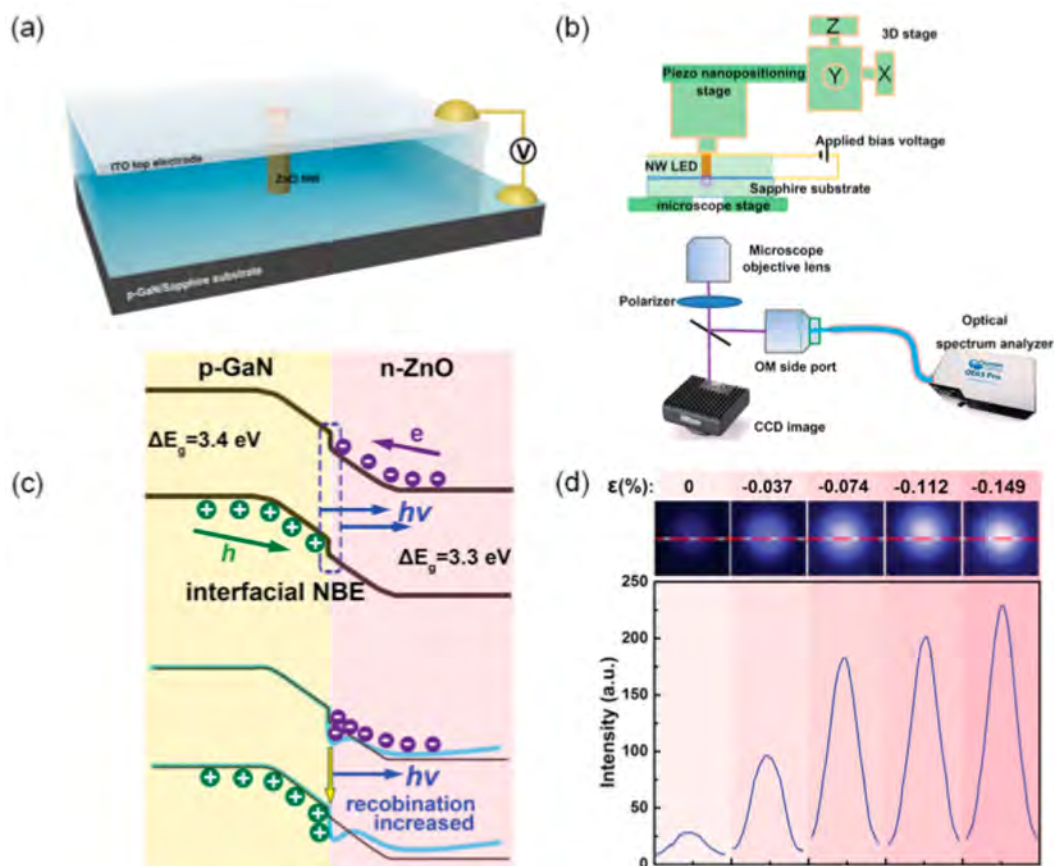 (a)
ITO top electrode
ZnO NW
p-GaN/Sapphire substrate
V
(b)
Z
3D stage
Piezo nanopositioning
stage
Y
X
Applied bias voltage
NW LED
Sapphire substrate
microscope stage
Microscope
objective lens
Polarizer
OM side port
Optical
spectrum analyzer
CCD image
(c)
p-GaN
n-ZnO
ΔEg=3.4 eV
e
hν
h
ΔEg=3.3 eV
interfacial NBE
hν
recobination
increased
(d)
ε(%): 0 -0.037 -0.074 -0.112 -0.149
250
200
150
100
50
0
Intensity (a.u.)